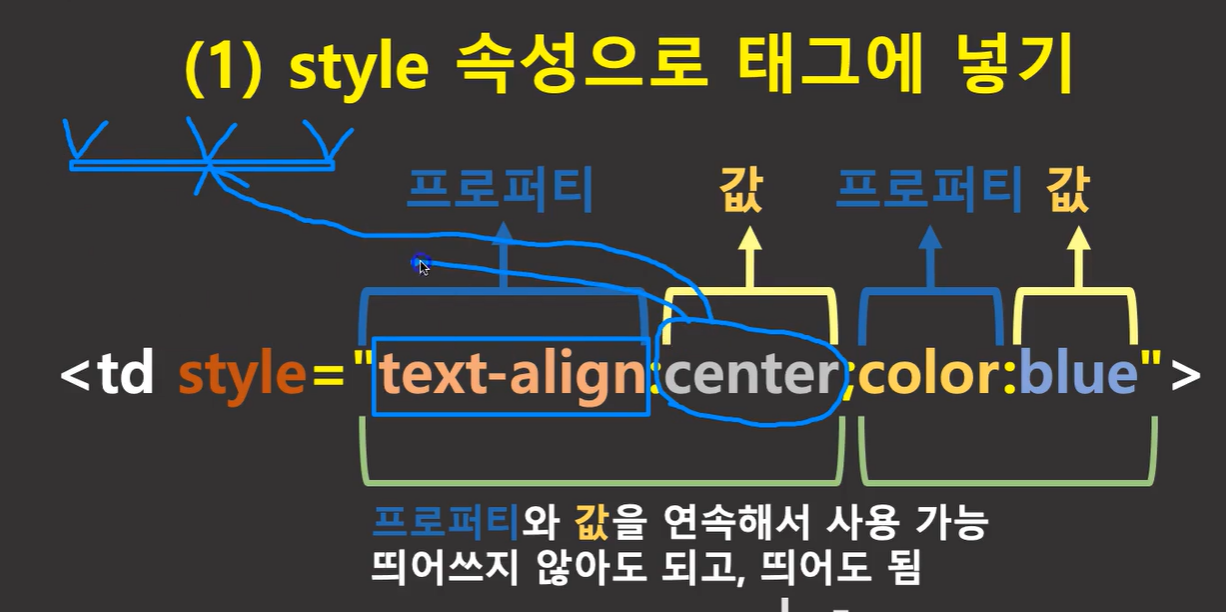 (1) style 속성으로 태그에 넣기
프로퍼티 값 프로퍼티 값
<td style="text-align:center;color:blue">
프로퍼티와 값을 연속해서 사용 가능
띄어쓰지 않아도 되고, 띄어도 됨